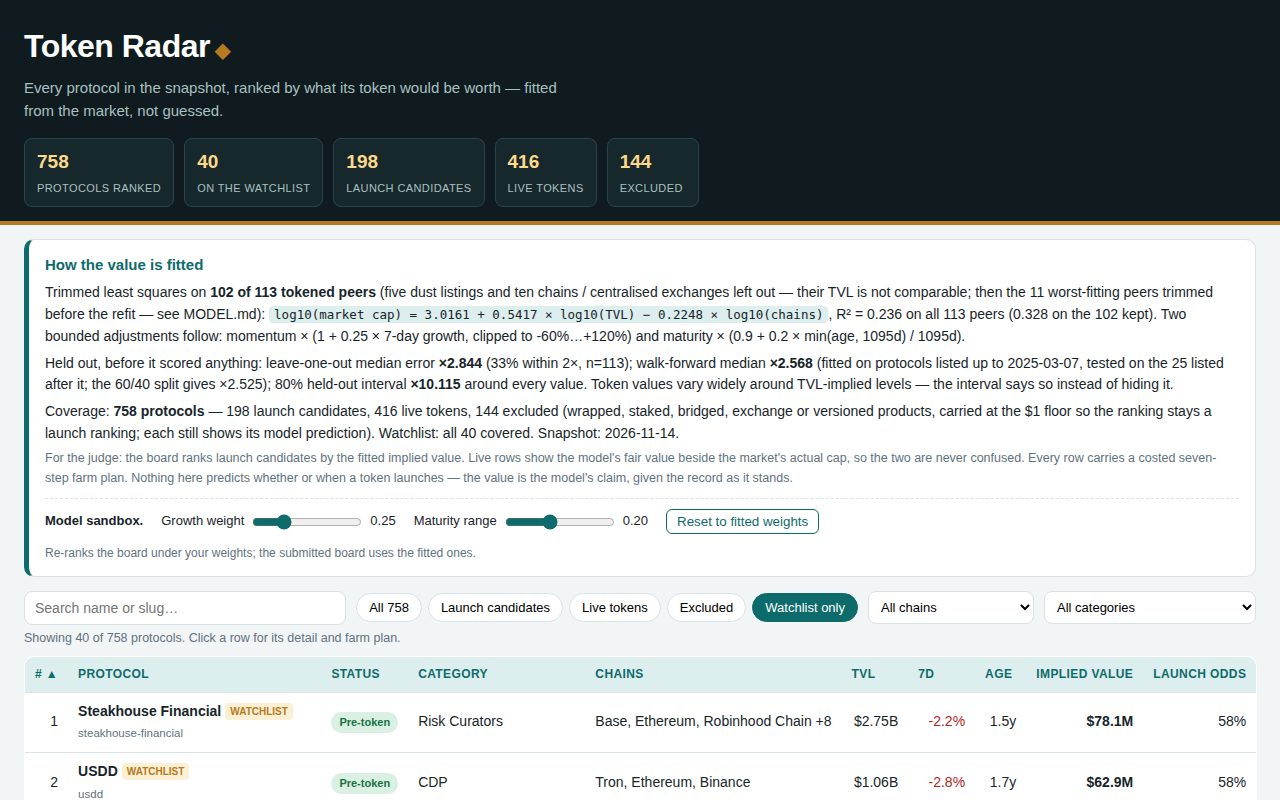 Token Radar ◆
Every protocol in the snapshot, ranked by what its token would be worth — fitted
from the market, not guessed.
758 40 198 416 144
PROTOCOLS RANKED ON THE WATCHLIST LAUNCH CANDIDATES LIVE TOKENS EXCLUDED
How the value is fitted
Trimmed least squares on 102 of 113 tokened peers (five dust listings and ten chains / centralised exchanges left out — their TVL is not comparable; then the 11 worst-fitting peers trimmed
before the refit — see MODEL.md): log10(market cap) = 3.0161 + 0.5417 × log10(TVL) − 0.2248 × log10(chains) , R² = 0.236 on all 113 peers (0.328 on the 102 kept). Two
bounded adjustments follow: momentum × (1 + 0.25 × 7-day growth, clipped to -60%…+120%) and maturity × (0.9 + 0.2 × min(age, 1095d) / 1095d).
Held out, before it scored anything: leave-one-out median error ×2.844 (33% within 2×, n=113); walk-forward median ×2.568 (fitted on protocols listed up to 2025-03-07, tested on the 25 listed
after it; the 60/40 split gives ×2.525); 80% held-out interval ×10.115 around every value. Token values vary widely around TVL-implied levels — the interval says so instead of hiding it.
Coverage: 758 protocols — 198 launch candidates, 416 live tokens, 144 excluded (wrapped, staked, bridged, exchange or versioned products, carried at the $1 floor so the ranking stays a
launch ranking; each still shows its model prediction). Watchlist: all 40 covered. Snapshot: 2026-11-14.
For the judge: the board ranks launch candidates by the fitted implied value. Live rows show the model's fair value beside the market's actual cap, so the two are never confused. Every row carries a costed seven-
step farm plan. Nothing here predicts whether or when a token launches — the value is the model's claim, given the record as it stands.
Model sandbox. Growth weight 0.25 Maturity range 0.20 Reset to fitted weights
Re-ranks the board under your weights; the submitted board uses the fitted ones.
Search name or slug… All 758 Launch candidates Live tokens Excluded Watchlist only All chains All categories
Showing 40 of 758 protocols. Click a row for its detail and farm plan.
# ▲ PROTOCOL STATUS CATEGORY CHAINS TVL 7D AGE IMPLIED VALUE LAUNCH ODDS
1 Steakhouse Financial WATCHLIST Pre-token Risk Curators Base, Ethereum, Robinhood Chain +8 $2.75B -2.2% 1.5y $78.1M 58%
steakhouse-financial
2 USDD WATCHLIST Pre-token CDP Tron, Ethereum, Binance $1.06B -2.8% 1.7y $62.9M 58%
usdd